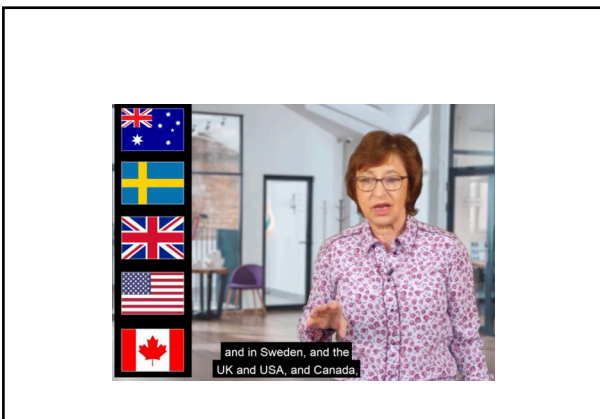 and in Sweden, and the
UK and USA, and Canada,